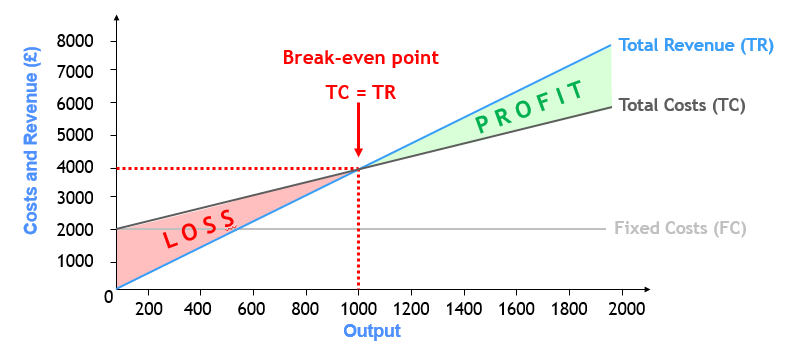 Costs and Revenue (£)
8000
7000
6000
5000
4000
3000
2000
1000
0
Break-even point
TC = TR
LOSS
PROFIT
Total Revenue (TR)
Total Costs (TC)
Fixed Costs (FC)
200 400 600 800 1000 1200 1400 1600 1800 2000
Output